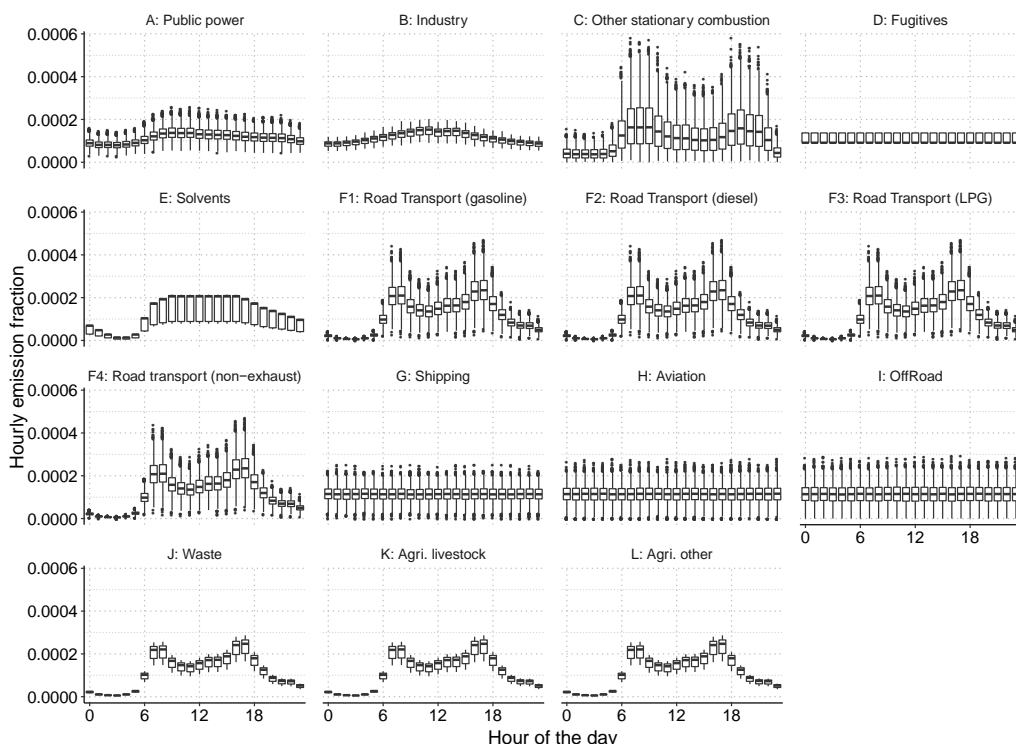 A: Public power
B: Industry
C: Other stationary combustion
D: Fugitives
0.0006
0.0004
0.0002
0.0000
E: Solvents
F1: Road Transport (gasoline)
F2: Road Transport (diesel)
F3: Road Transport (LPG)
0.0006
0.0004
0.0002
0.0000
F4: Road transport (non−exhaust)
G: Shipping
H: Aviation
I: OffRoad
0.0006
0.0004
0.0002
0.0000
0 6 12 18
J: Waste
K: Agri. livestock
L: Agri. other
0.0006
0.0004
0.0002
0.0000
0 6 12 18
0 6 12 18
0 6 12 18
Hour of the day
Hourly emission fraction